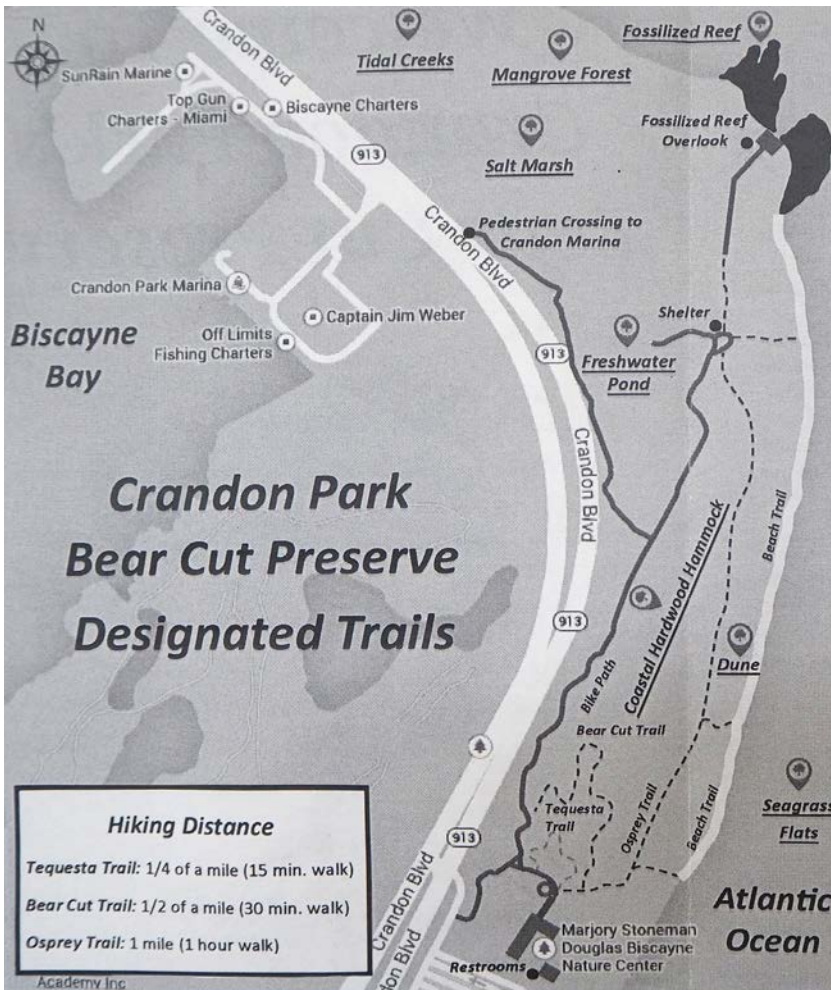 N
Crandon Blvd
Tidal Creeks
Fossilized Reef
Mangrove Forest
SunRain Marine
Top Gun
Charters - Miami
Biscayne Charters
Fossilized Reef
Overlook
913
Salt Marsh
Crandon Blvd
Pedestrian Crossing to
Crandon Marina
Crandon Park Marina
Captain Jim Weber
Shelter
Biscayne
Bay
Off Limits
Fishing Charters
913
Freshwater
Pond
Crandon Blvd
Crandon Park
Bear Cut Preserve
Designated Trails
Beach Trail
Coastal Hardwood Hammock
913
Dune
Bike Path
Bear Cut Trail
Tequesta
Trail
Osprey Trail
Beach Trail
Seagrass
Flats
913
Hiking Distance
Tequesta Trail: 1/4 of a mile (15 min. walk)
Bear Cut Trail: 1/2 of a mile (30 min. walk)
Osprey Trail: 1 mile (1 hour walk)
Crandon Blvd
don Blvd
Atlantic
Ocean
Marjory Stoneman
Douglas Biscayne
Nature Center
Restrooms
Academy Inc